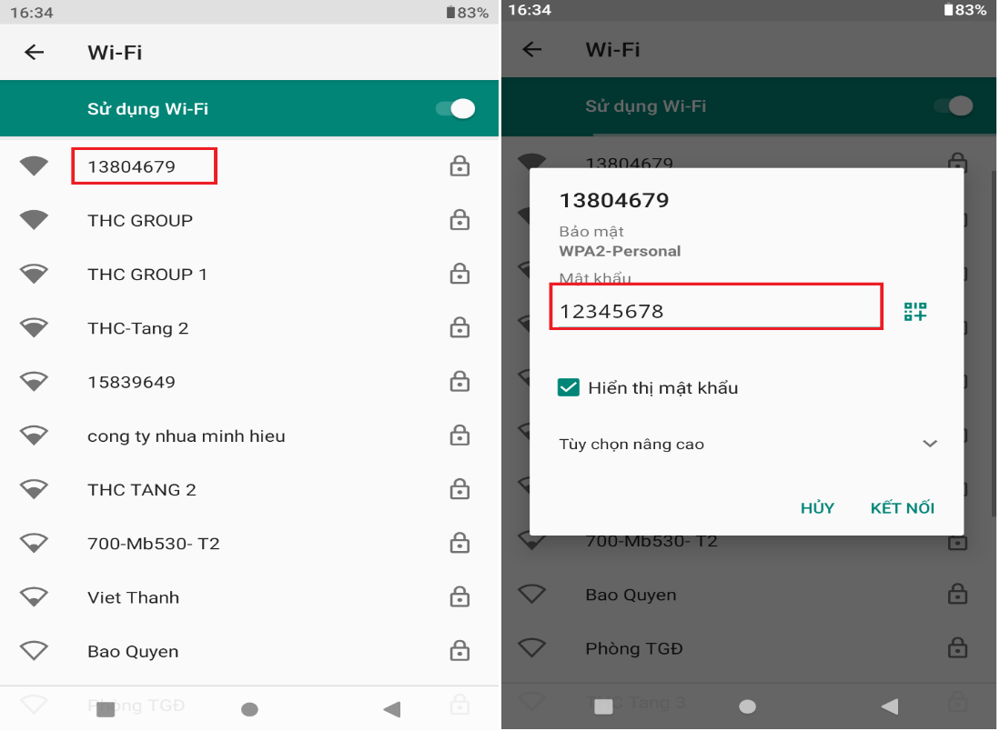 16:34
83%
Wi-Fi
Sử dụng Wi-Fi
13804679
THC GROUP
THC GROUP 1
THC-Tang 2
15839649
cong ty nhua minh hieu
THC TANG 2
700-Mb530- T2
Viet Thanh
Bao Quyen
Phòng TGĐ
16:34
83%
Wi-Fi
Sử dụng Wi-Fi
13804679
13804679
Bảo mật
WPA2-Personal
Mật khẩu
12345678
Hiển thị mật khẩu
Tùy chọn nâng cao
HỦY
KẾT NỐI
700-Mb530- T2
Bao Quyen
Phòng TGĐ
THC Tang 3